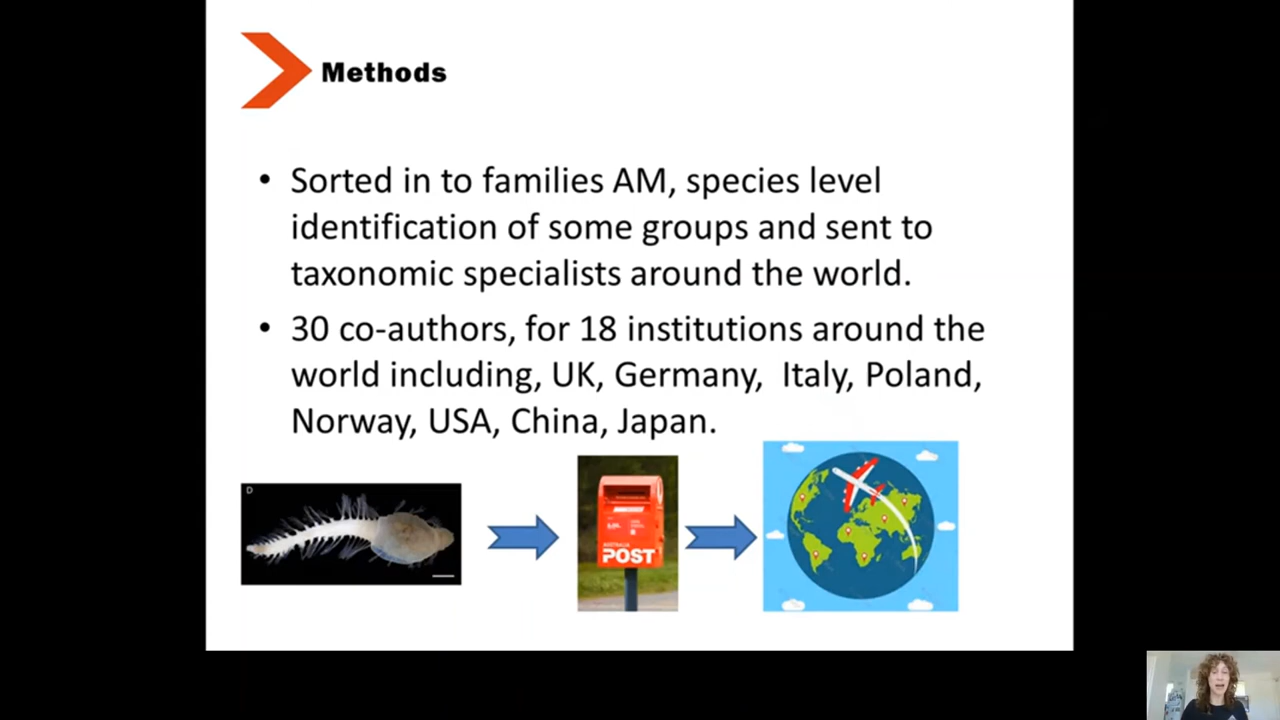 Methods
• Sorted in to families AM, species level
identification of some groups and sent to
taxonomic specialists around the world.
• 30 co-authors, for 18 institutions around the
world including, UK, Germany, Italy, Poland,
Norway, USA, China, Japan.
D
AUSTRALIA
POST